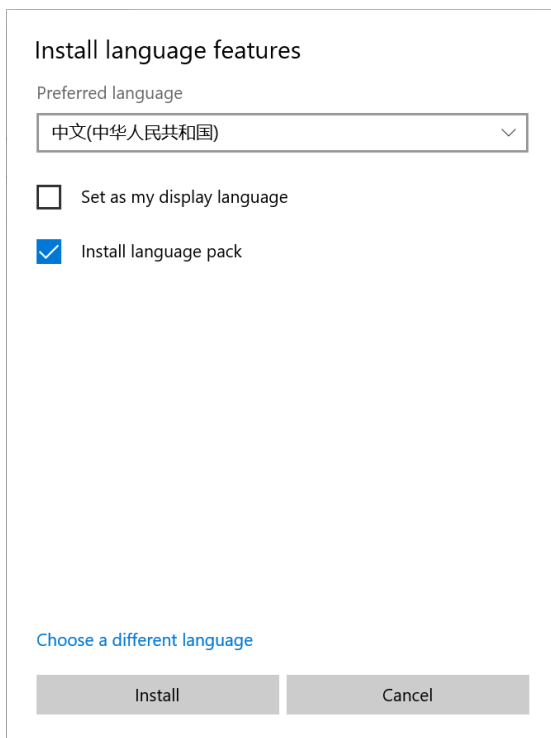 Install language features
Preferred language
中文(中华人民共和国)
Set as my display language
Install language pack
Choose a different language
Install
Cancel